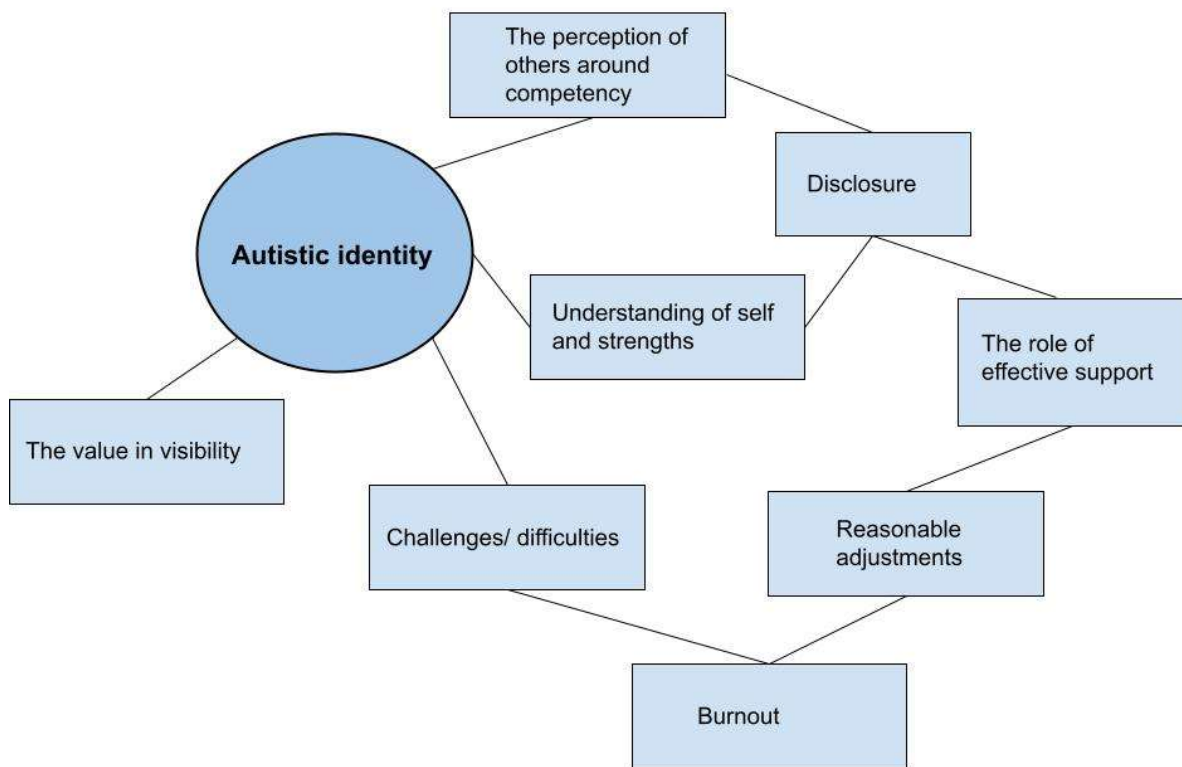 The perception of
others around
competency
Disclosure
Autistic identity
Understanding of self
and strengths
The role of
effective support
The value in visibility
Challenges/ difficulties
Reasonable
adjustments
Burnout